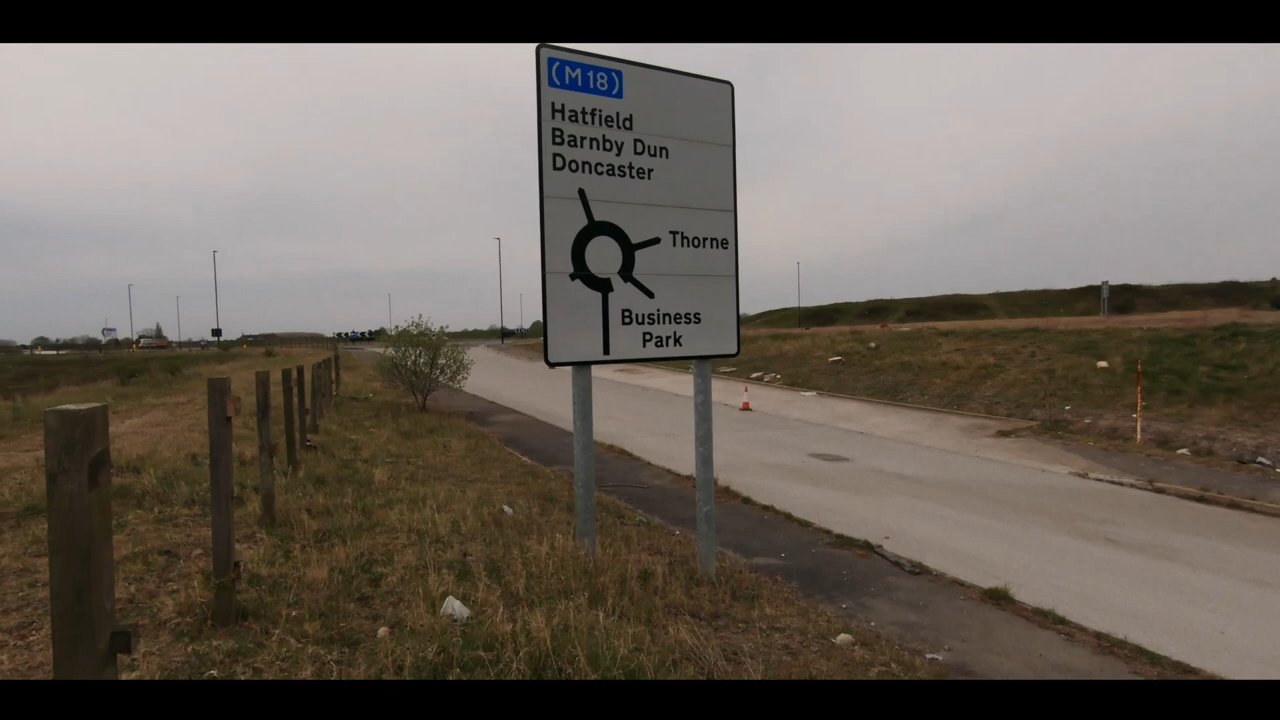 (M18)
Hatfield
Barnby Dun
Doncaster
Thorne
Business
Park